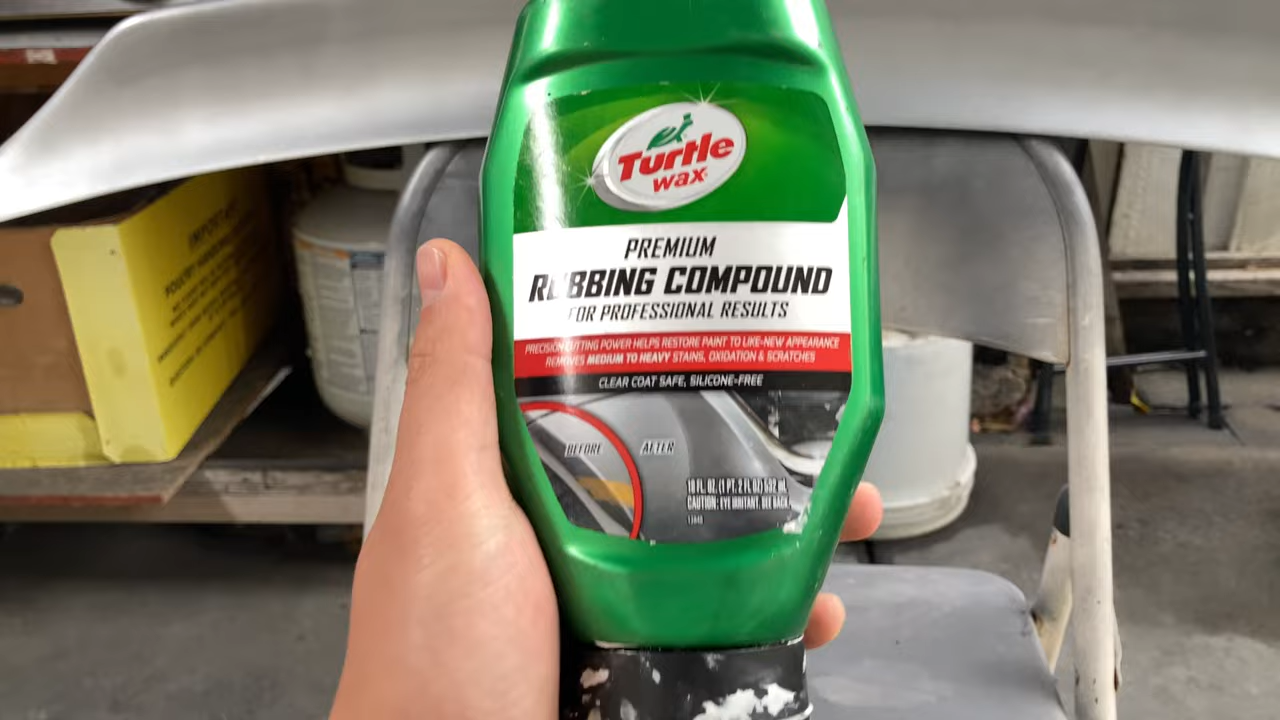 Turtle
wax
PREMIUM
RUBBING COMPOUND
FOR PROFESSIONAL RESULTS
PRECISION CUTTING POWER HELPS RESTORE PAINT TO LIKE-NEW APPEARANCE
REMOVES MEDIUM TO HEAVY STAINS, OXIDATION & SCRATCHES
CLEAR COAT SAFE, SILICONE-FREE
BEFORE
AFTER
18 FL. OZ. (1 PT. 2 FL OZ) 532 mL
CAUTION: EYE IRRITANT. SEE BACK.